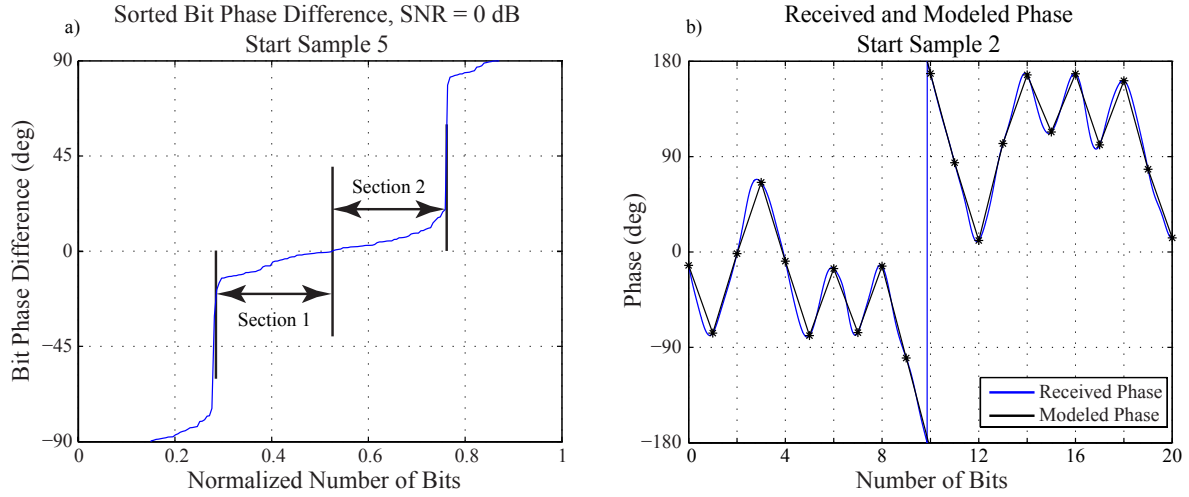 a)
Sorted Bit Phase Difference, SNR = 0 dB
Start Sample 5
Bit Phase Difference (deg)
90
45
0
−45
−90
Section 2
Section 1
0
0.2
0.4
0.6
0.8
1
Normalized Number of Bits
b)
Received and Modeled Phase
Start Sample 2
Phase (deg)
180
90
0
−90
−180
Received Phase
Modeled Phase
0
4
8
12
16
20
Number of Bits